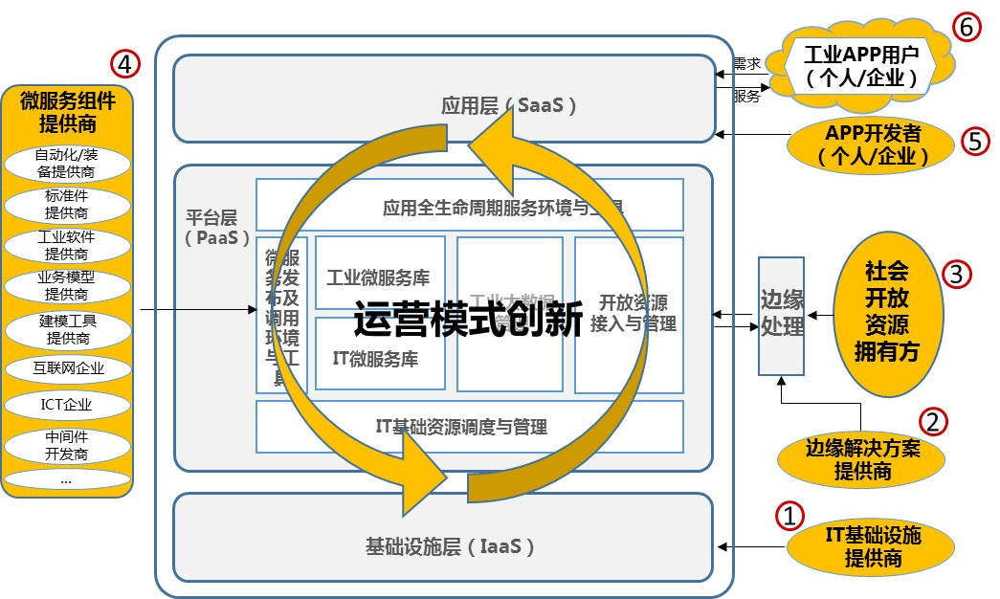 ④
微服务组件
提供商
自动化/装
备提供商
标准件
提供商
工业软件
提供商
业务模型
提供商
建模工具
提供商
互联网企业
ICT企业
中间件
开发商
...
应用层（SaaS）
平台层
（PaaS）
应用全生命周期服务环境与工具
微服
务发
布及
调用
环境
与工
具
工业微服务库
IT微服务库
工业大数据
管理
开放资源
接入与管理
IT基础资源调度与管理
运营模式创新
基础设施层（IaaS）
需求
服务
⑥
工业APP用户
（个人/企业）
APP开发者
（个人/企业）
⑤
边缘
处理
③
社会
开放
资源
拥有方
②
边缘解决方案
提供商
①
IT基础设施
提供商